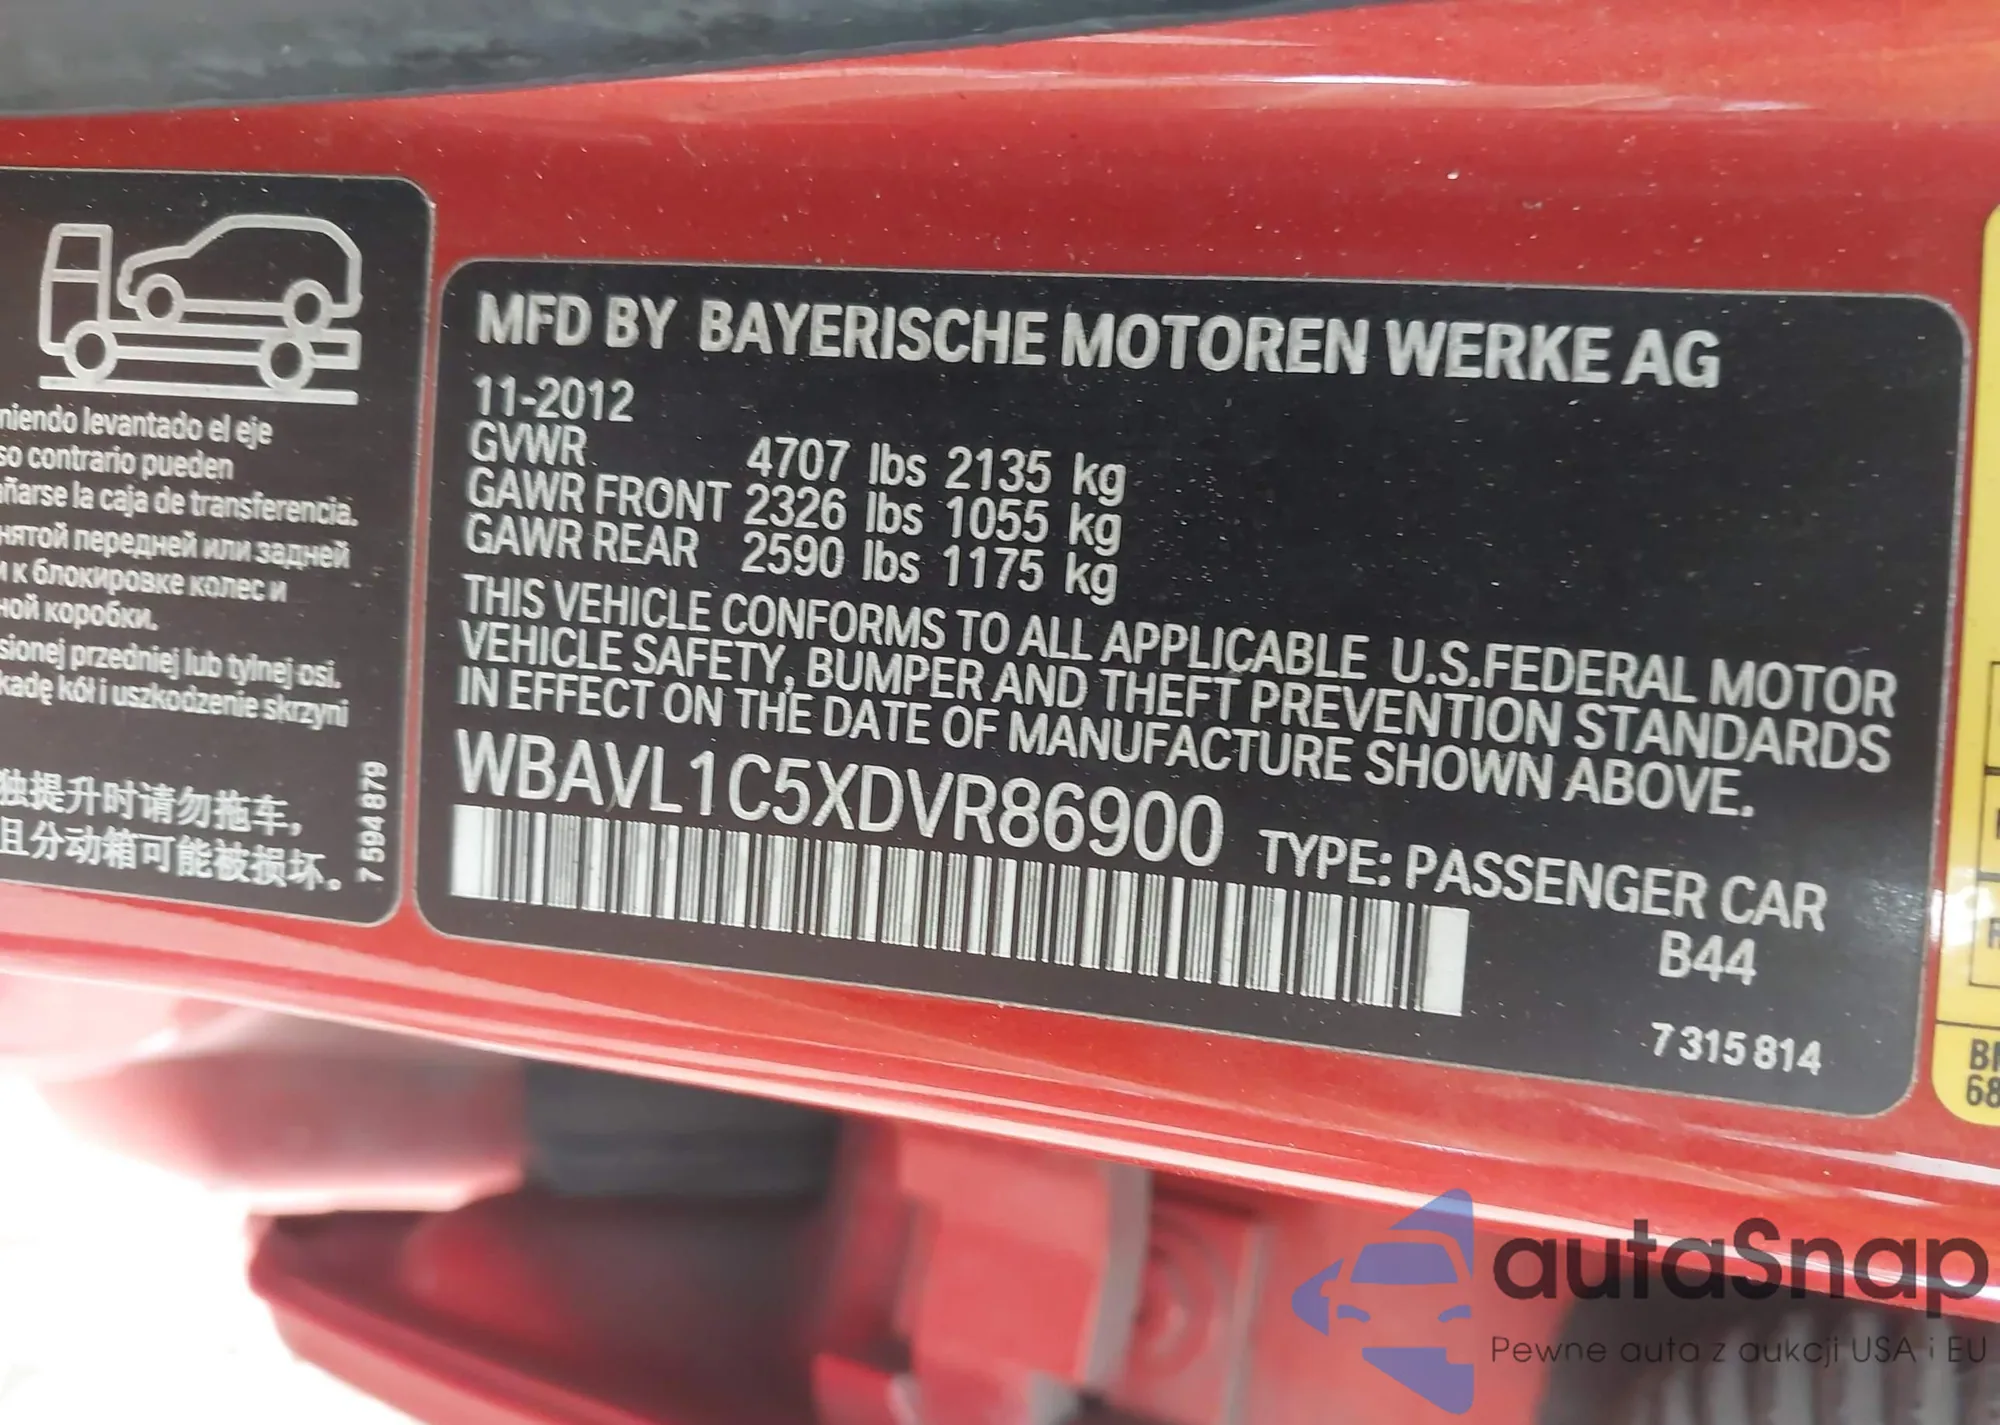 niendo levantado el eje
so contrario pueden
añarse la caja de transferencia.
нятой передней или задней
и к блокировке колес и
ной коробки.
sionej przedniej lub tylnej osi.
kadę kół i uszkodzenie skrzyni
独提升时请勿拖车，
且分动箱可能被损坏。
7 594 879
MFD BY BAYERISCHE MOTOREN WERKE AG
11-2012
GVWR 4707 lbs 2135 kg
GAWR FRONT 2326 lbs 1055 kg
GAWR REAR 2590 lbs 1175 kg
THIS VEHICLE CONFORMS TO ALL APPLICABLE U.S.FEDERAL MOTOR
VEHICLE SAFETY, BUMPER AND THEFT PREVENTION STANDARDS
IN EFFECT ON THE DATE OF MANUFACTURE SHOWN ABOVE.
WBAVL1C5XDVR86900
TYPE: PASSENGER CAR
B44
7 315 814
68
autaSnap
Pewne auta z aukcji USA i EU